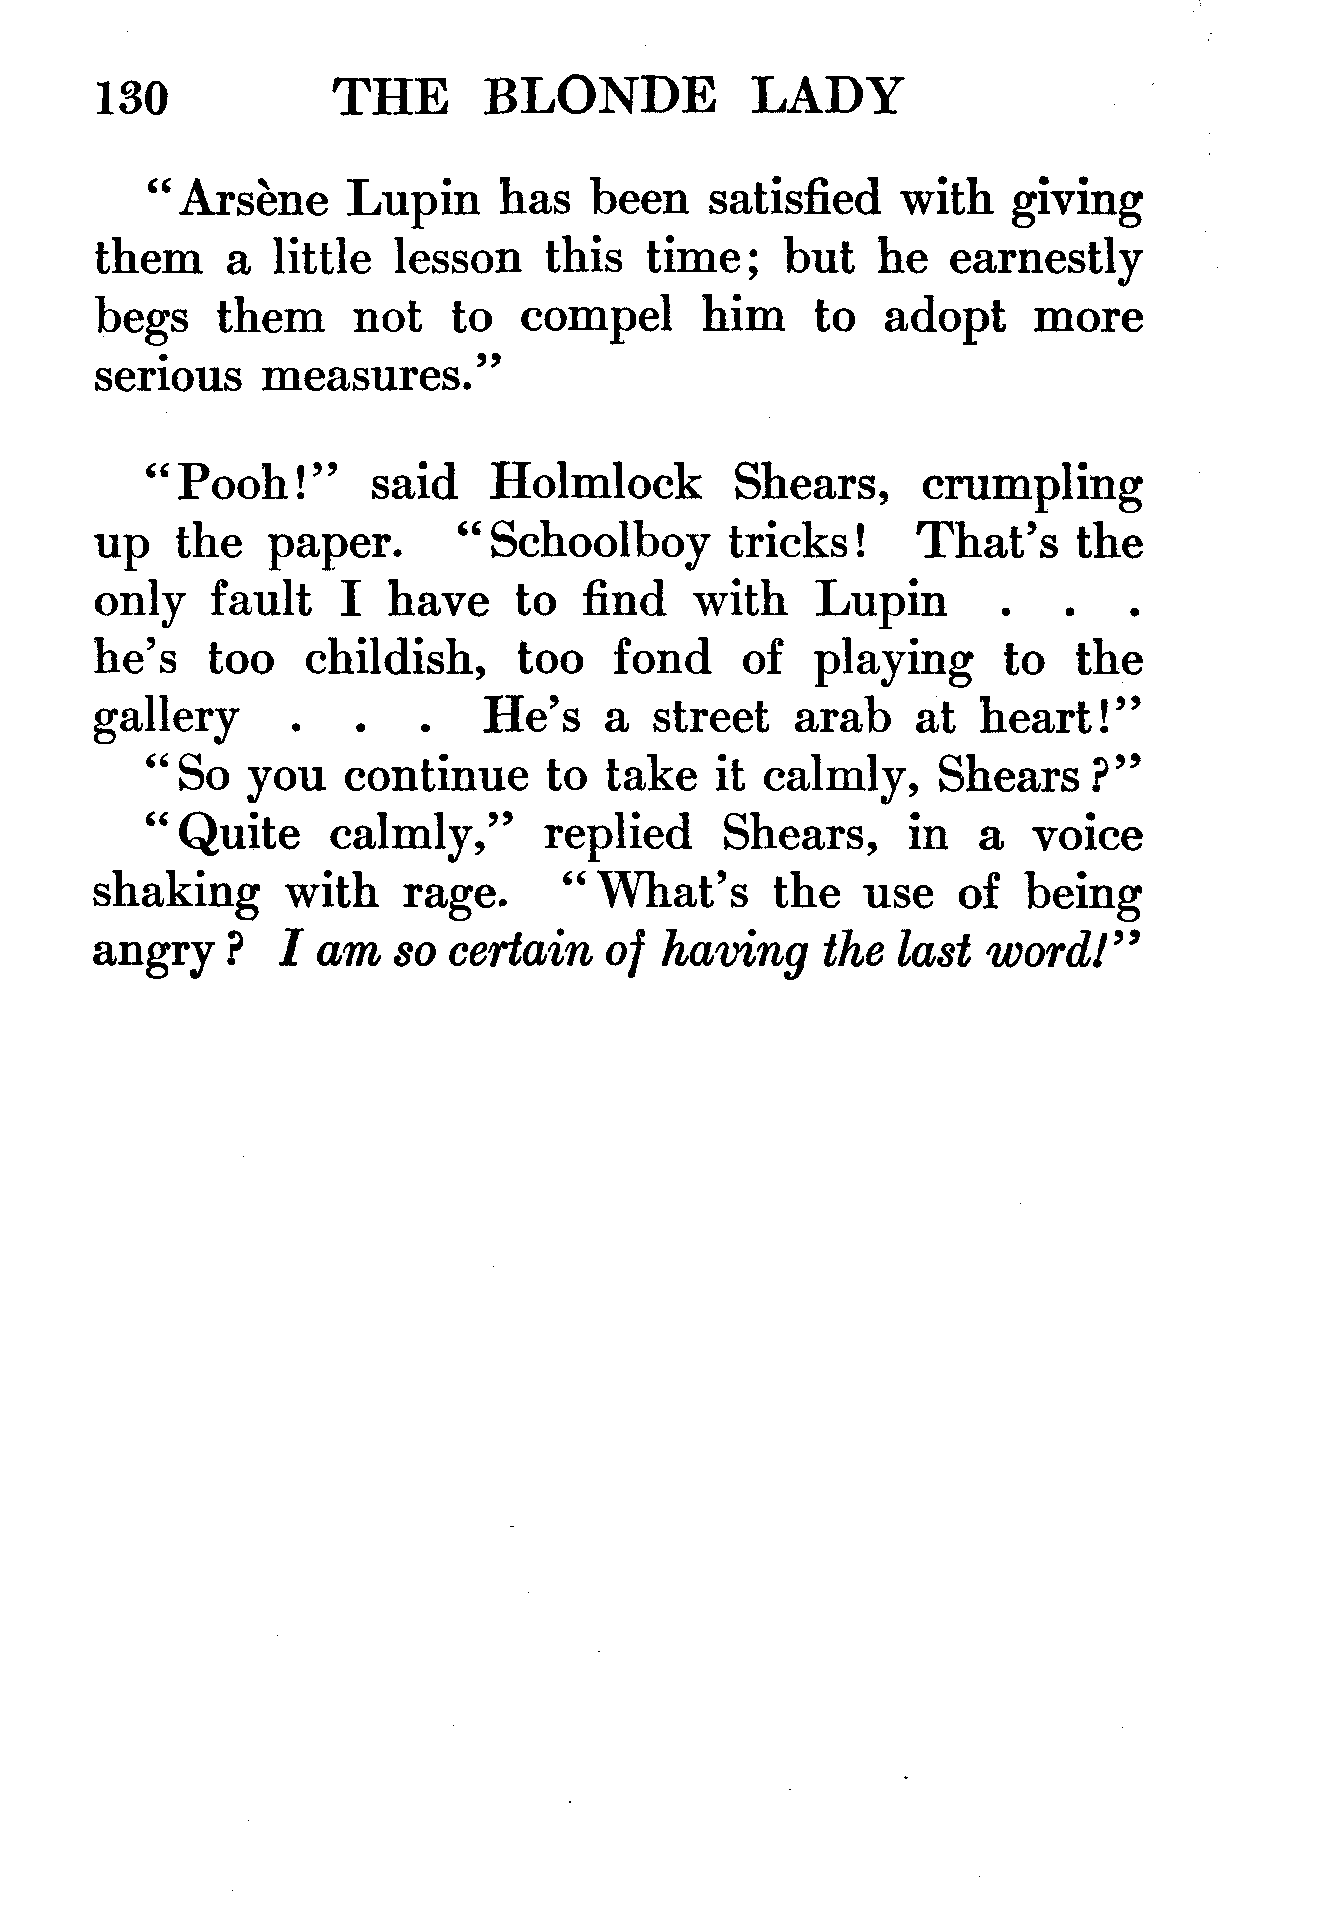 130 THE BLONDE LADY
“Arsène Lupin has been satisfied with giving
them a little lesson this time; but he earnestly
begs them not to compel him to adopt more
serious measures.”
“Pooh!” said Holmlock Shears, crumpling
up the paper. “Schoolboy tricks! That’s the
only fault I have to find with Lupin . . .
he’s too childish, too fond of playing to the
gallery . . . He’s a street arab at heart!”
“So you continue to take it calmly, Shears?”
“Quite calmly,” replied Shears, in a voice
shaking with rage. “What’s the use of being
angry? I am so certain of having the last word!”